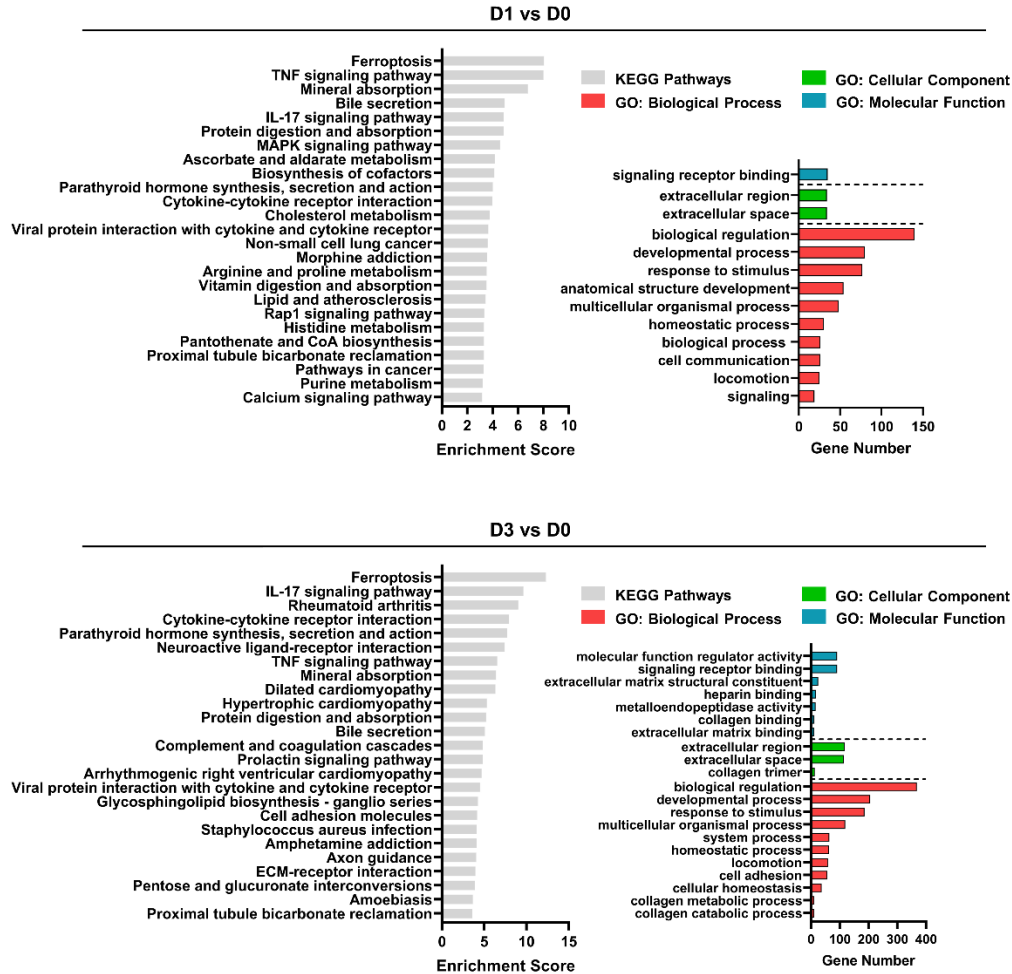 D1 vs D0
Ferroptosis
TNF signaling pathway
Mineral absorption
Bile secretion
IL-17 signaling pathway
Protein digestion and absorption
MAPK signaling pathway
Ascorbate and aldarate metabolism
Biosynthesis of cofactors
Parathyroid hormone synthesis, secretion and action
Cytokine-cytokine receptor interaction
Cholesterol metabolism
Viral protein interaction with cytokine and cytokine receptor
Non-small cell lung cancer
Morphine addiction
Arginine and proline metabolism
Vitamin digestion and absorption
Lipid and atherosclerosis
Rap1 signaling pathway
Histidine metabolism
Pantothenate and CoA biosynthesis
Proximal tubule bicarbonate reclamation
Pathways in cancer
Purine metabolism
Calcium signaling pathway
0 2 4 6 8 10
Enrichment Score
KEGG Pathways
GO: Cellular Component
GO: Biological Process
GO: Molecular Function
signaling receptor binding
extracellular region
extracellular space
biological regulation
developmental process
response to stimulus
anatomical structure development
multicellular organismal process
homeostatic process
biological process
cell communication
locomotion
signaling
0 50 100 150
Gene Number
D3 vs D0
Ferroptosis
IL-17 signaling pathway
Rheumatoid arthritis
Cytokine-cytokine receptor interaction
Parathyroid hormone synthesis, secretion and action
Neuroactive ligand-receptor interaction
TNF signaling pathway
Mineral absorption
Dilated cardiomyopathy
Hypertrophic cardiomyopathy
Protein digestion and absorption
Bile secretion
Complement and coagulation cascades
Prolactin signaling pathway
Arrhythmogenic right ventricular cardiomyopathy
Viral protein interaction with cytokine and cytokine receptor
Glycosphingolipid biosynthesis - ganglio series
Cell adhesion molecules
Staphylococcus aureus infection
Amphetamine addiction
Axon guidance
ECM-receptor interaction
Pentose and glucuronate interconversions
Amoebiasis
Proximal tubule bicarbonate reclamation
0 5 10 15
Enrichment Score
KEGG Pathways
GO: Cellular Component
GO: Biological Process
GO: Molecular Function
molecular function regulator activity
signaling receptor binding
extracellular matrix structural constituent
heparin binding
metalloendopeptidase activity
collagen binding
extracellular matrix binding
extracellular region
extracellular space
collagen trimer
biological regulation
developmental process
response to stimulus
multicellular organismal process
system process
homeostatic process
locomotion
cell adhesion
cellular homeostasis
collagen metabolic process
collagen catabolic process
0 100 200 300 400
Gene Number